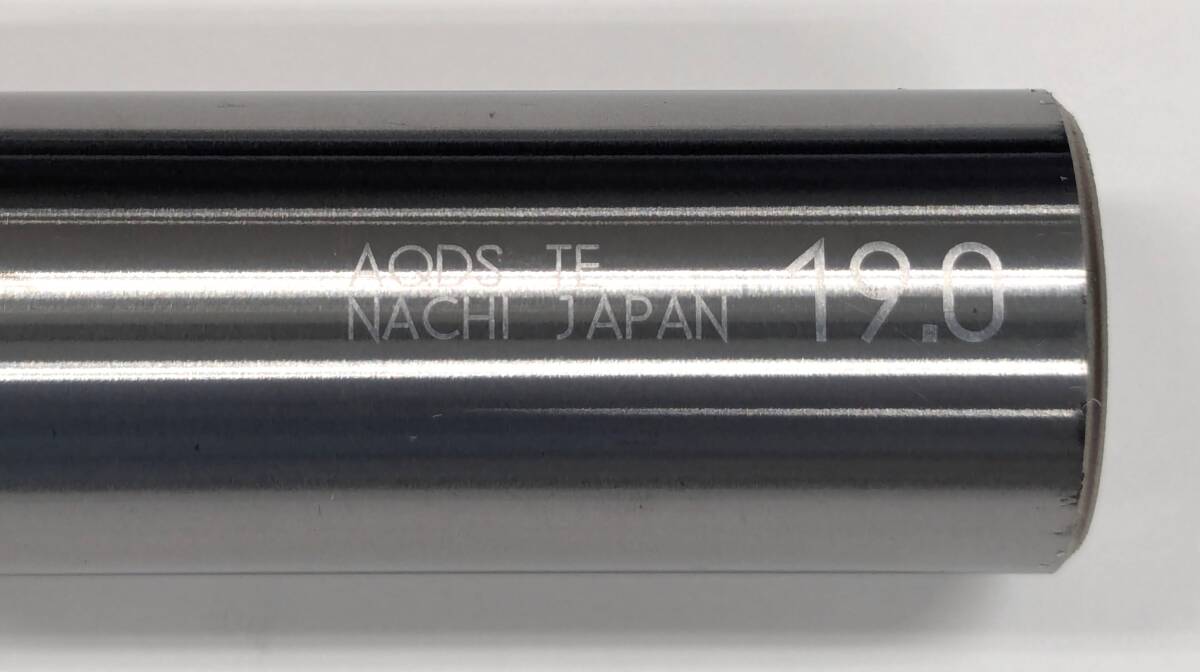 AQDS TE 19.0
NACHI JAPAN